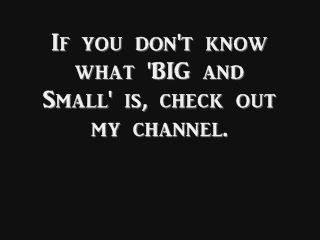 If you don't know
what 'BIG and
Small' is, check out
my channel.